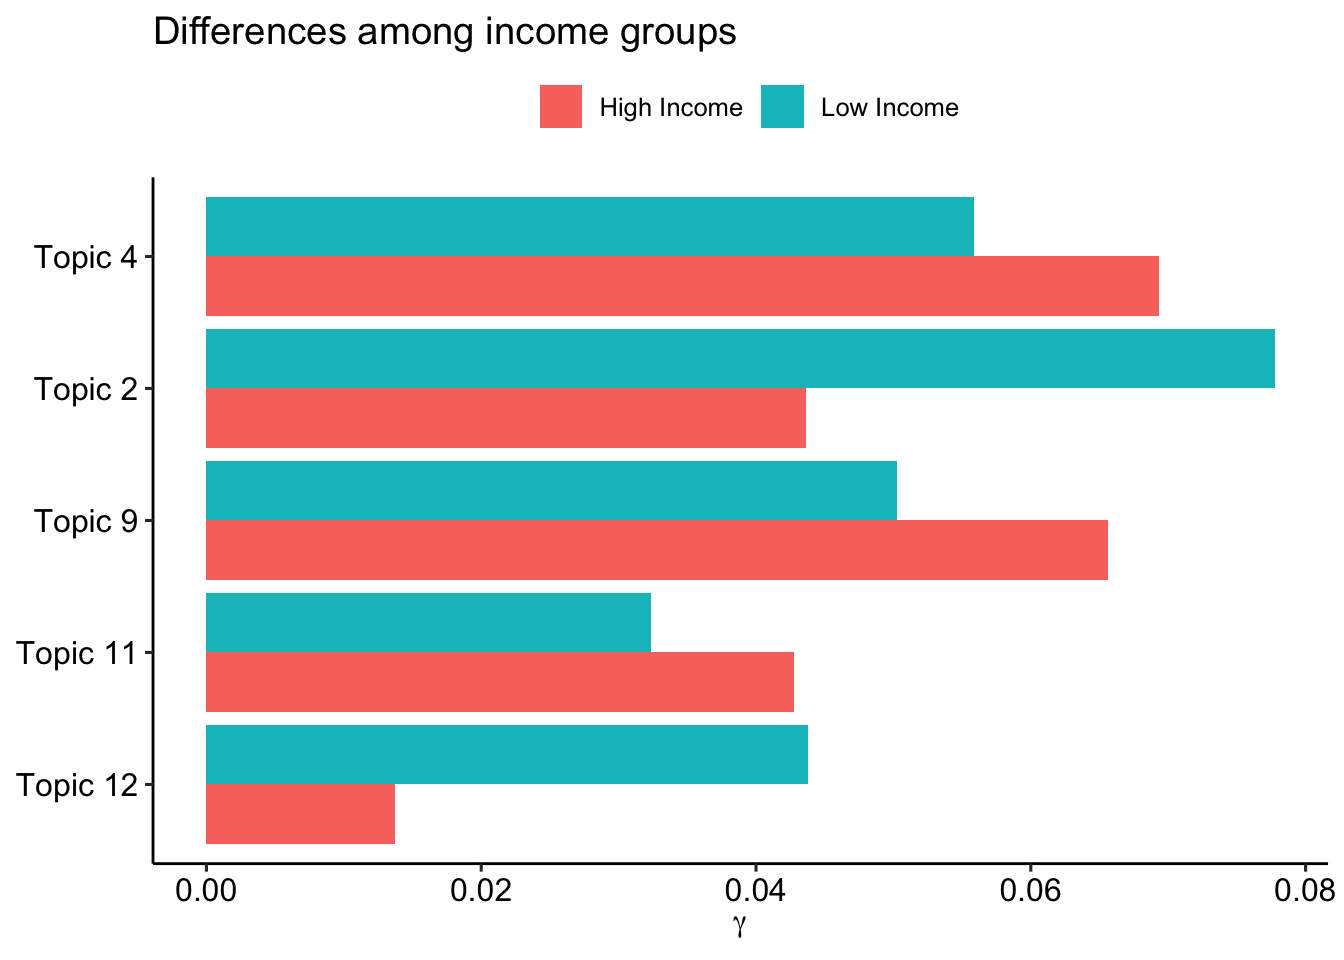 Differences among income groups
High Income
Low Income
Topic 4
Topic 2
Topic 9
Topic 11
Topic 12
0.00 0.02 0.04 0.06 0.08
γ